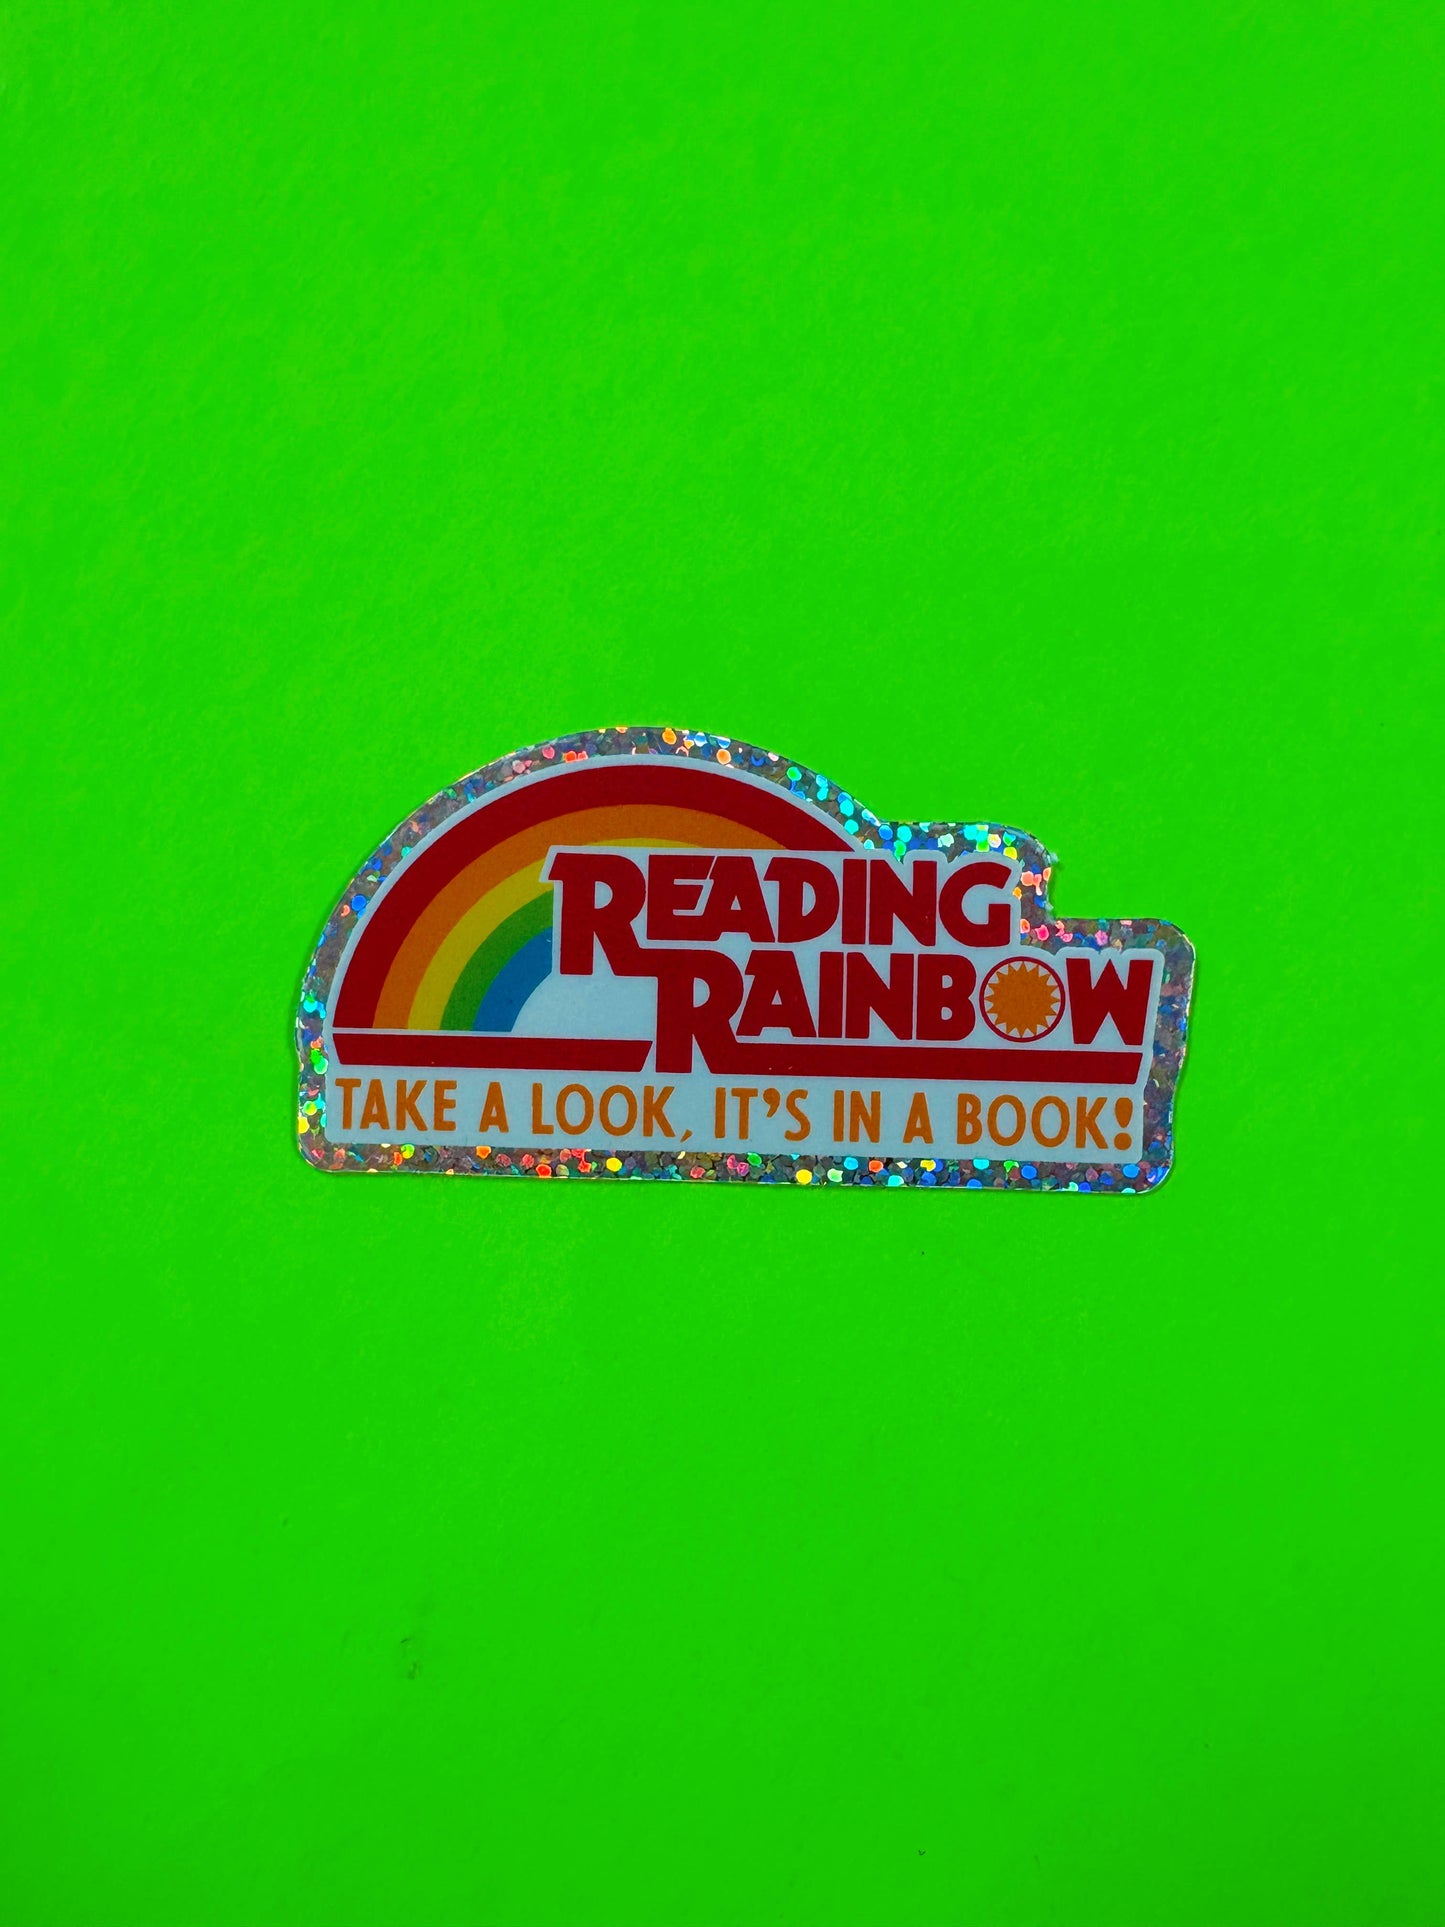 READING
RAINBOW
TAKE A LOOK, IT'S IN A BOOK!